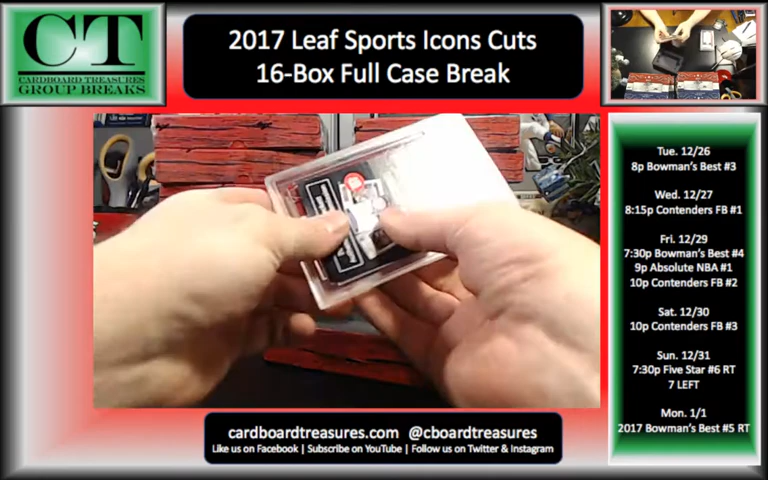 CT
CARDBOARD TREASURES
GROUP BREAKS
2017 Leaf Sports Icons Cuts
16-Box Full Case Break
Tue. 12/26
8p Bowman's Best #3
Wed. 12/27
8:15p Contenders FB #1
Fri. 12/29
7:30p Bowman's Best #4
9p Absolute NBA #1
10p Contenders FB #2
Sat. 12/30
10p Contenders FB #3
Sun. 12/31
7:30p Five Star #6 RT
7 LEFT
Mon. 1/1
2017 Bowman's Best #5 RT
cardboardtreasures.com @cboardtreasures
Like us on Facebook | Subscribe on YouTube | Follow us on Twitter & Instagram